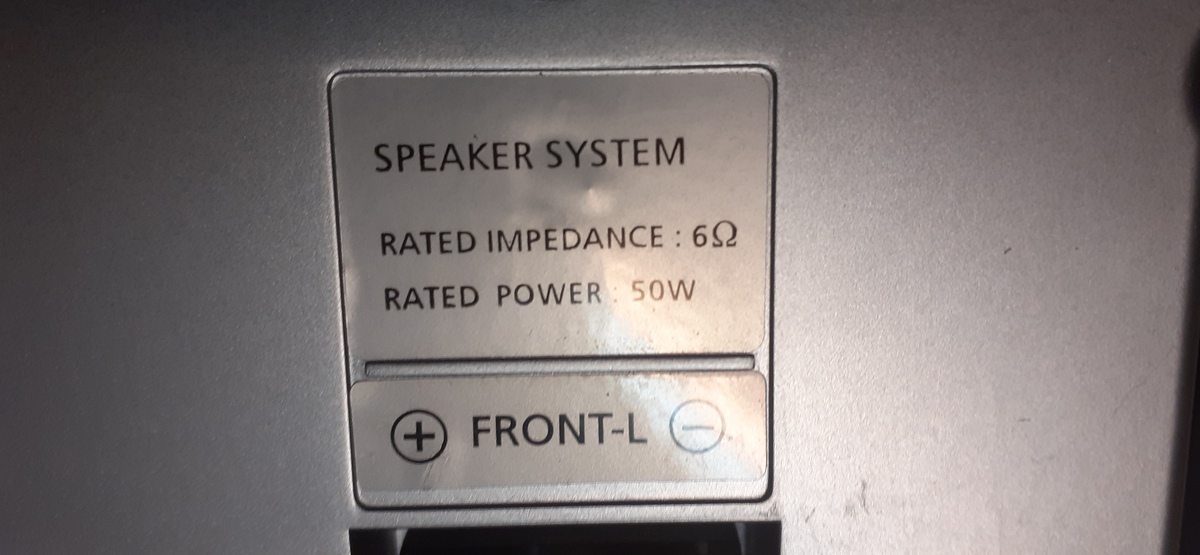 SPEAKER SYSTEM
RATED IMPEDANCE : 6Ω
RATED POWER : 50W
⊕ FRONT-L ⊖